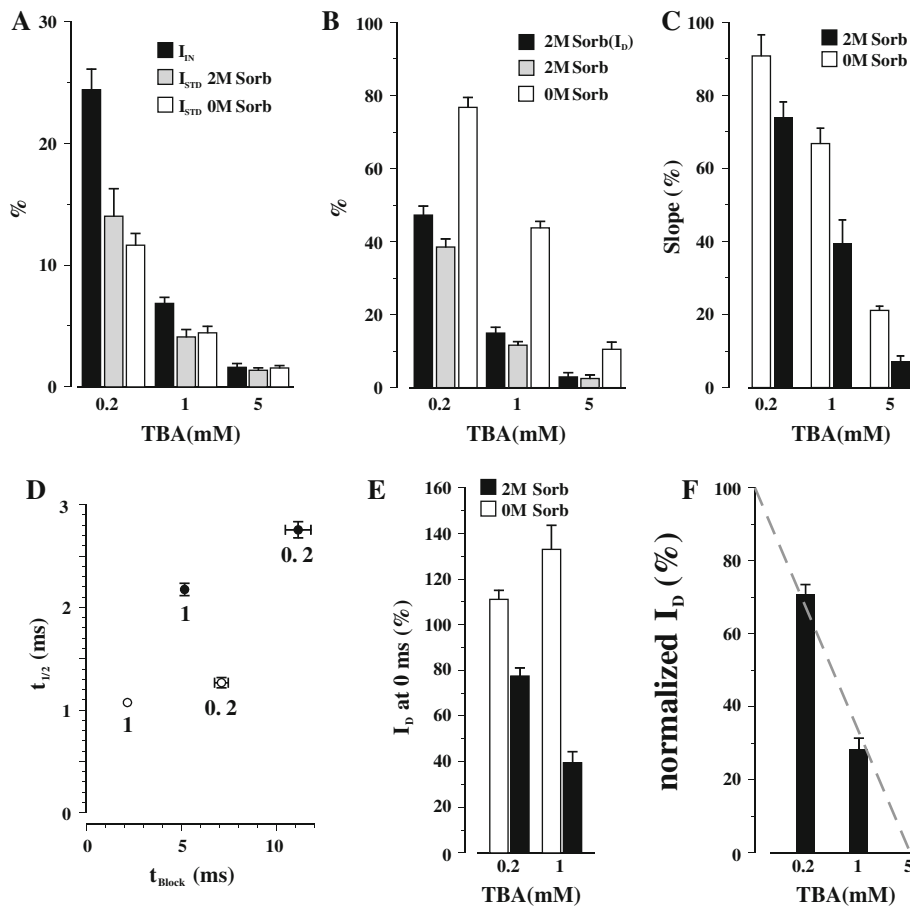 A
30
20
10
0
%
I_IN
I_STD 2M Sorb
I_STD 0M Sorb
0.2 1 5
TBA(mM)
B
100
80
60
40
20
0
%
2M Sorb(I_D)
2M Sorb
0M Sorb
0.2 1 5
TBA(mM)
C
100
80
60
40
20
0
Slope (%)
2M Sorb
0M Sorb
0.2 1 5
TBA(mM)
D
3
2
1
0
t_1/2 (ms)
0.2
1
1
0.2
0 5 10
t_Block (ms)
E
160
140
120
100
80
60
40
20
0
I_D at 0 ms (%)
2M Sorb
0M Sorb
0.2 1
TBA(mM)
F
100
80
60
40
20
0
normalized I_D (%)
0.2 1 5
TBA(mM)